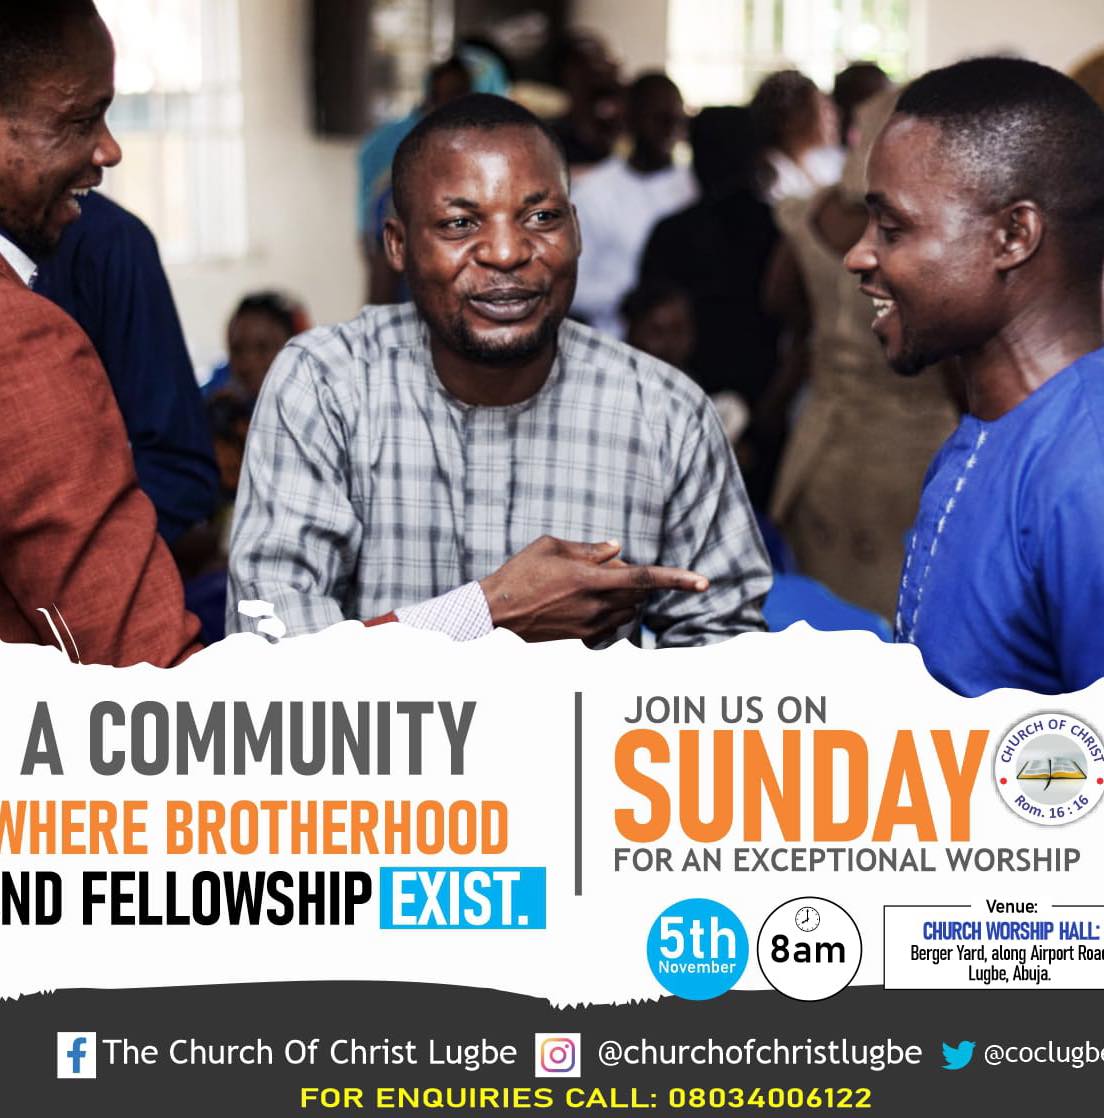 A COMMUNITY
WHERE BROTHERHOOD
ND FELLOWSHIP EXIST.
JOIN US ON
SUNDAY
FOR AN EXCEPTIONAL WORSHIP
CHURCH OF CHRIST
Rom. 16 : 16
5th
November
8am
Venue:
CHURCH WORSHIP HALL:
Berger Yard, along Airport Road
Lugbe, Abuja.
The Church Of Christ Lugbe
@churchofchristlugbe
@coclugbe
FOR ENQUIRIES CALL: 08034006122